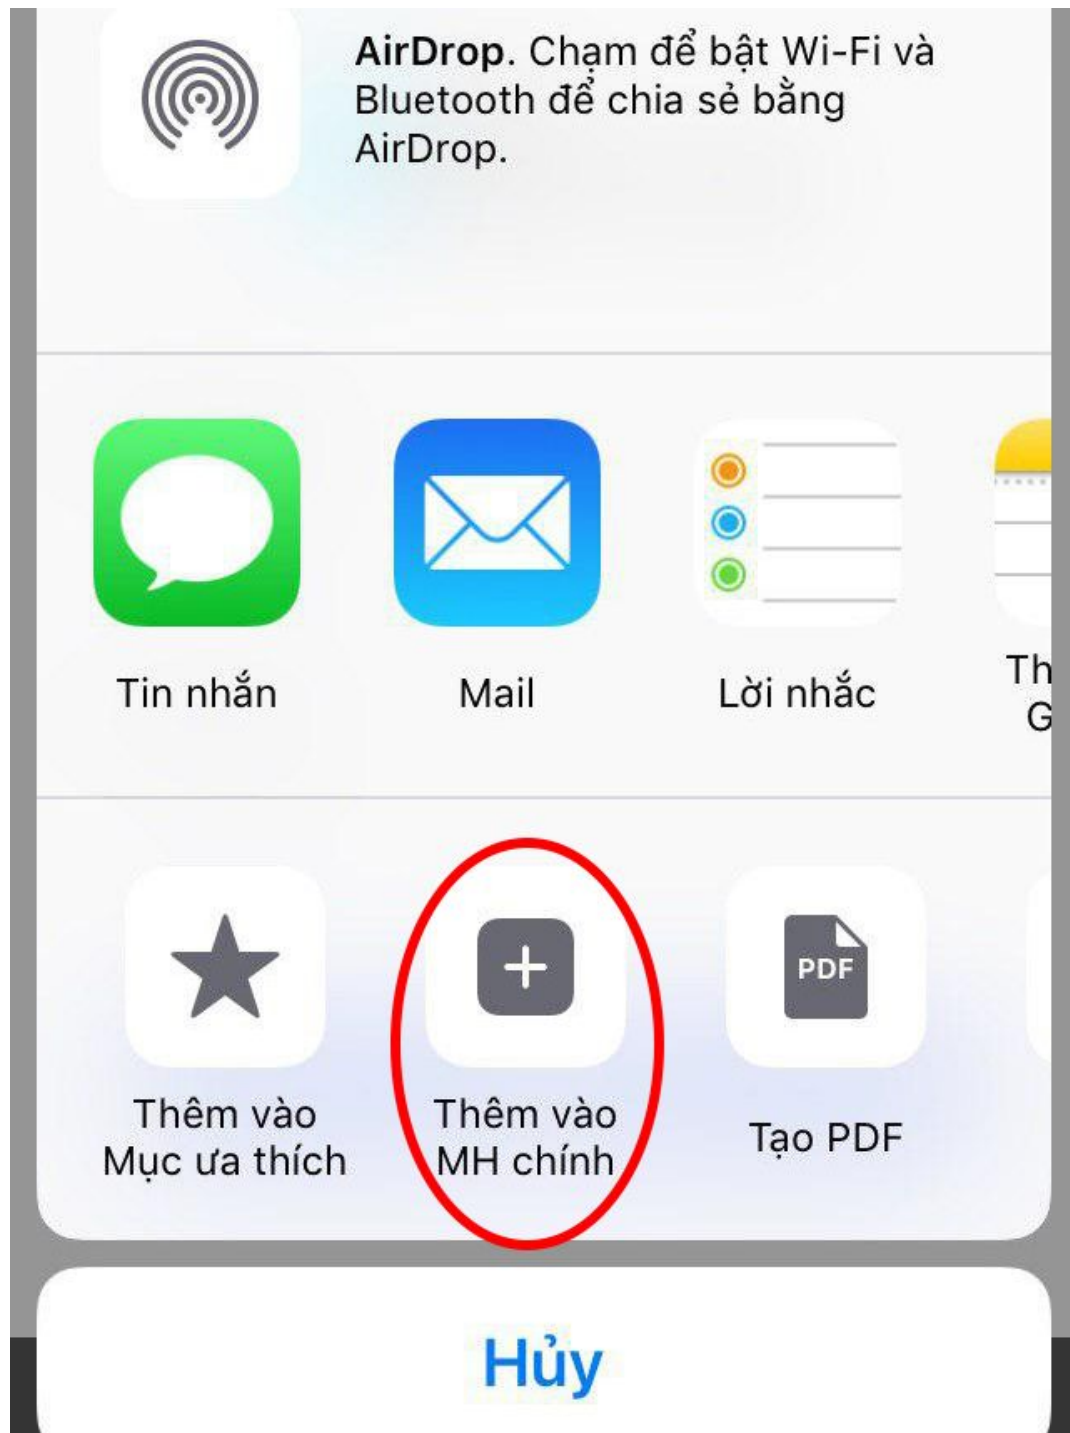 AirDrop. Chạm để bật Wi-Fi và
Bluetooth để chia sẻ bằng
AirDrop.
Tin nhắn
Mail
Lời nhắc
Th
G
PDF
Thêm vào
Mục ưa thích
Thêm vào
MH chính
Tạo PDF
Hủy